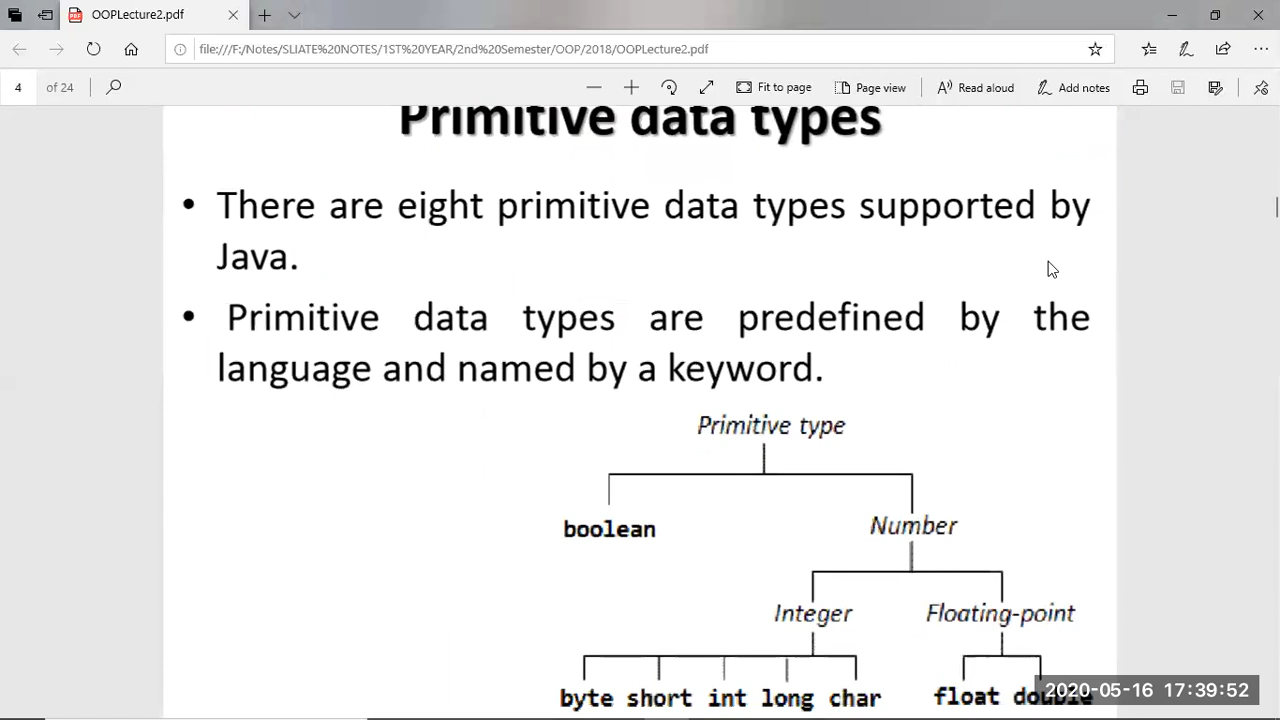 OOPLecture2.pdf
file:///F:/Notes/SLIATE%20NOTES/1ST%20YEAR/2nd%20Semester/OOP/2018/OOPLecture2.pdf
4 of 24 Fit to page Page view Read aloud Add notes
Primitive data types
• There are eight primitive data types supported by
Java.
• Primitive data types are predefined by the
language and named by a keyword.
Primitive type
boolean Number
Integer Floating-point
byte short int long char float double
2020-05-16 17:39:52